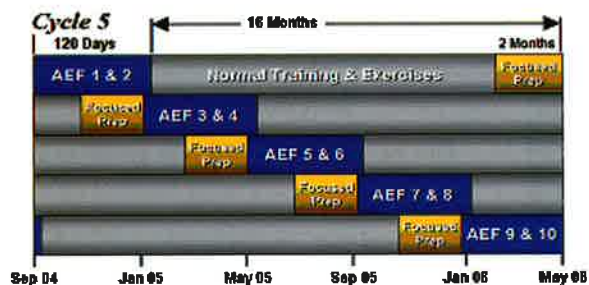 Cycle 5
120 Days
16 Months
2 Months
AEF 1 & 2
Normal Training & Exercises
Focused
Prep
Focused
Prep
AEF 3 & 4
Focused
Prep
AEF 5 & 6
Focused
Prep
AEF 7 & 8
Focused
Prep
AEF 9 & 10
Sep 04 Jan 05 May 05 Sep 05 Jan 06 May 06